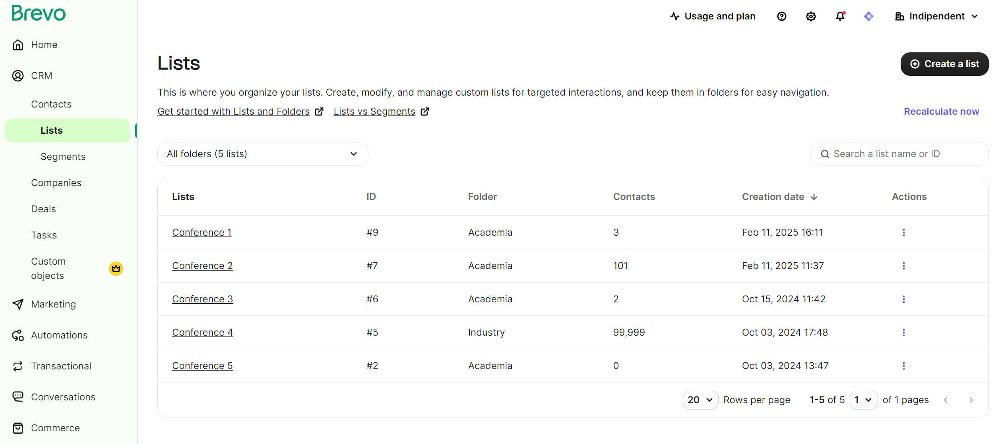 Brevo
Usage and plan
Indipendent
Home
CRM
Contacts
Lists
Segments
Companies
Deals
Tasks
Custom
objects
Marketing
Automations
Transactional
Conversations
Commerce
Lists
Create a list
This is where you organize your lists. Create, modify, and manage custom lists for targeted interactions, and keep them in folders for easy navigation.
Get started with Lists and Folders Lists vs Segments Recalculate now
All folders (5 lists) Search a list name or ID
Lists ID Folder Contacts Creation date Actions
Conference 1 #9 Academia 3 Feb 11, 2025 16:11
Conference 2 #7 Academia 101 Feb 11, 2025 11:37
Conference 3 #6 Academia 2 Oct 15, 2024 11:42
Conference 4 #5 Industry 99,999 Oct 03, 2024 17:48
Conference 5 #2 Academia 0 Oct 03, 2024 13:47
20 Rows per page 1-5 of 5 1 of 1 pages